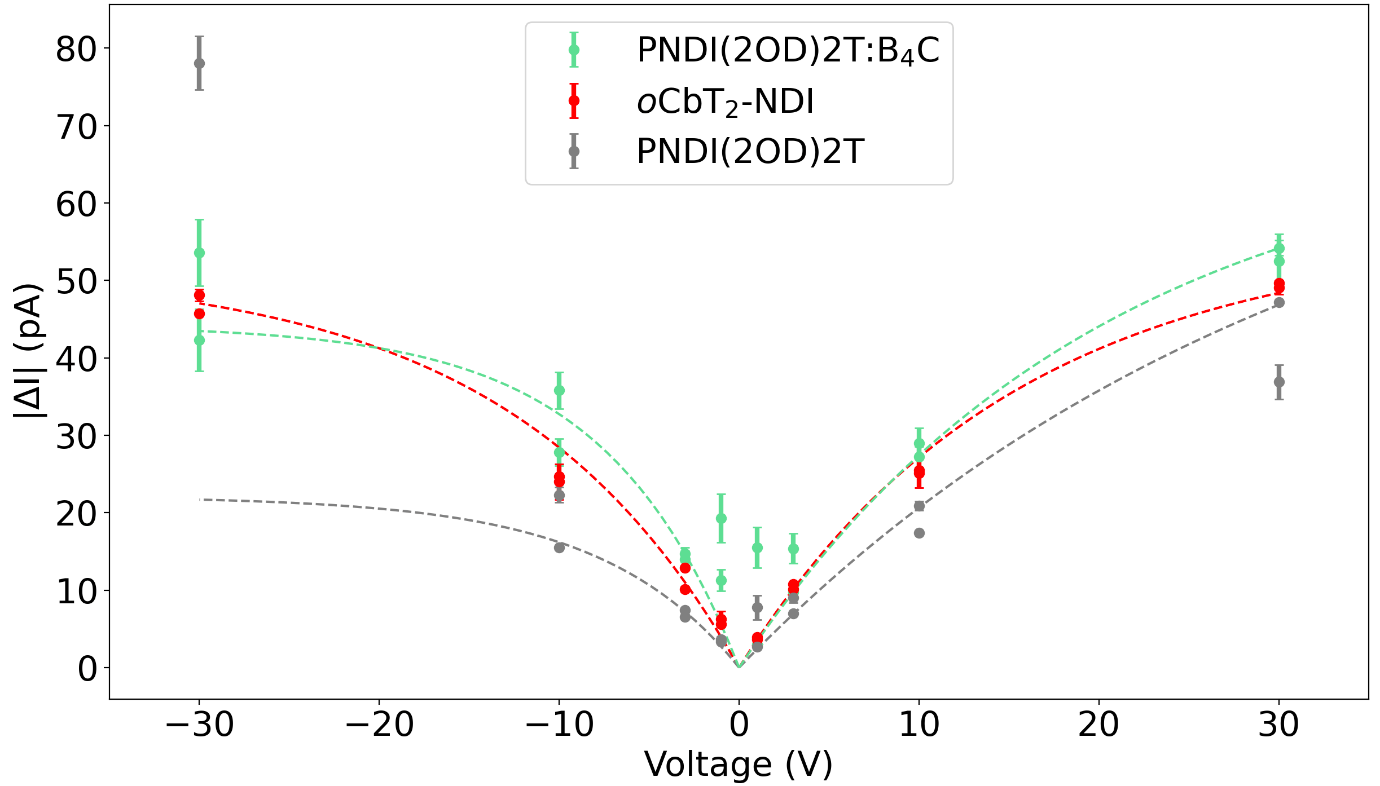 PNDI(2OD)2T:B₄C
oCbT₂-NDI
PNDI(2OD)2T
80
70
60
50
40
30
20
10
0
|ΔI| (pA)
−30 −20 −10 0 10 20 30
Voltage (V)